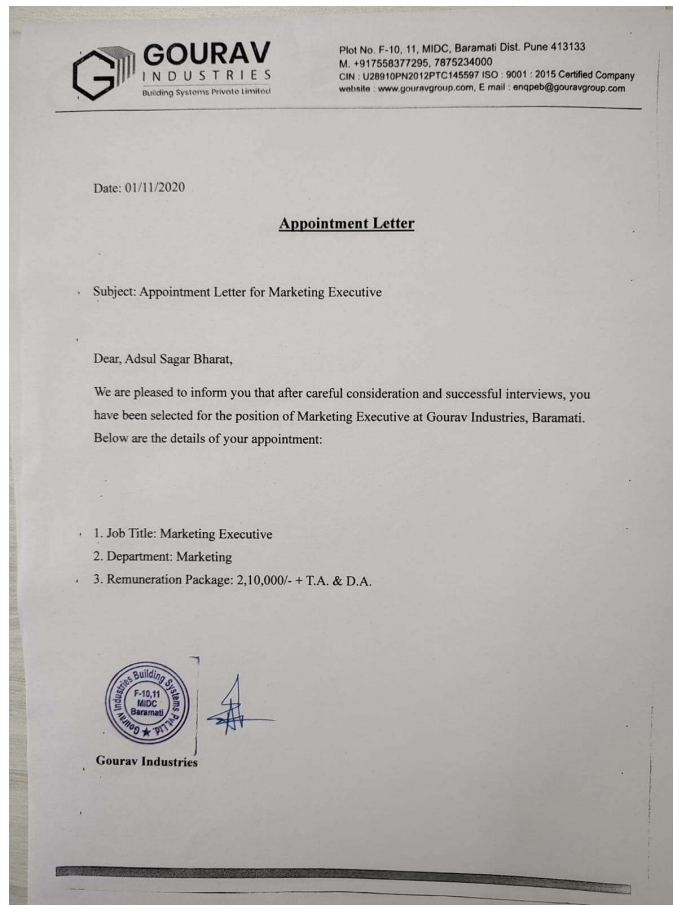 GOURAV
INDUSTRIES
Building Systems Private Limited
Plot No. F-10, 11, MIDC, Baramati Dist. Pune 413133
M. +917558377295, 7875234000
CIN : U28910PN2012PTC145597 ISO : 9001 : 2015 Certified Company
website : www.gouravgroup.com, E mail : enqpeb@gouravgroup.com
Date: 01/11/2020
Appointment Letter
Subject: Appointment Letter for Marketing Executive
Dear, Adsul Sagar Bharat,
We are pleased to inform you that after careful consideration and successful interviews, you
have been selected for the position of Marketing Executive at Gourav Industries, Baramati.
Below are the details of your appointment:
1. Job Title: Marketing Executive
2. Department: Marketing
3. Remuneration Package: 2,10,000/- + T.A. & D.A.
Gourav Industries Building Systems Pvt.Ltd.
F-10,11
MIDC
Baramati
Gourav Industries